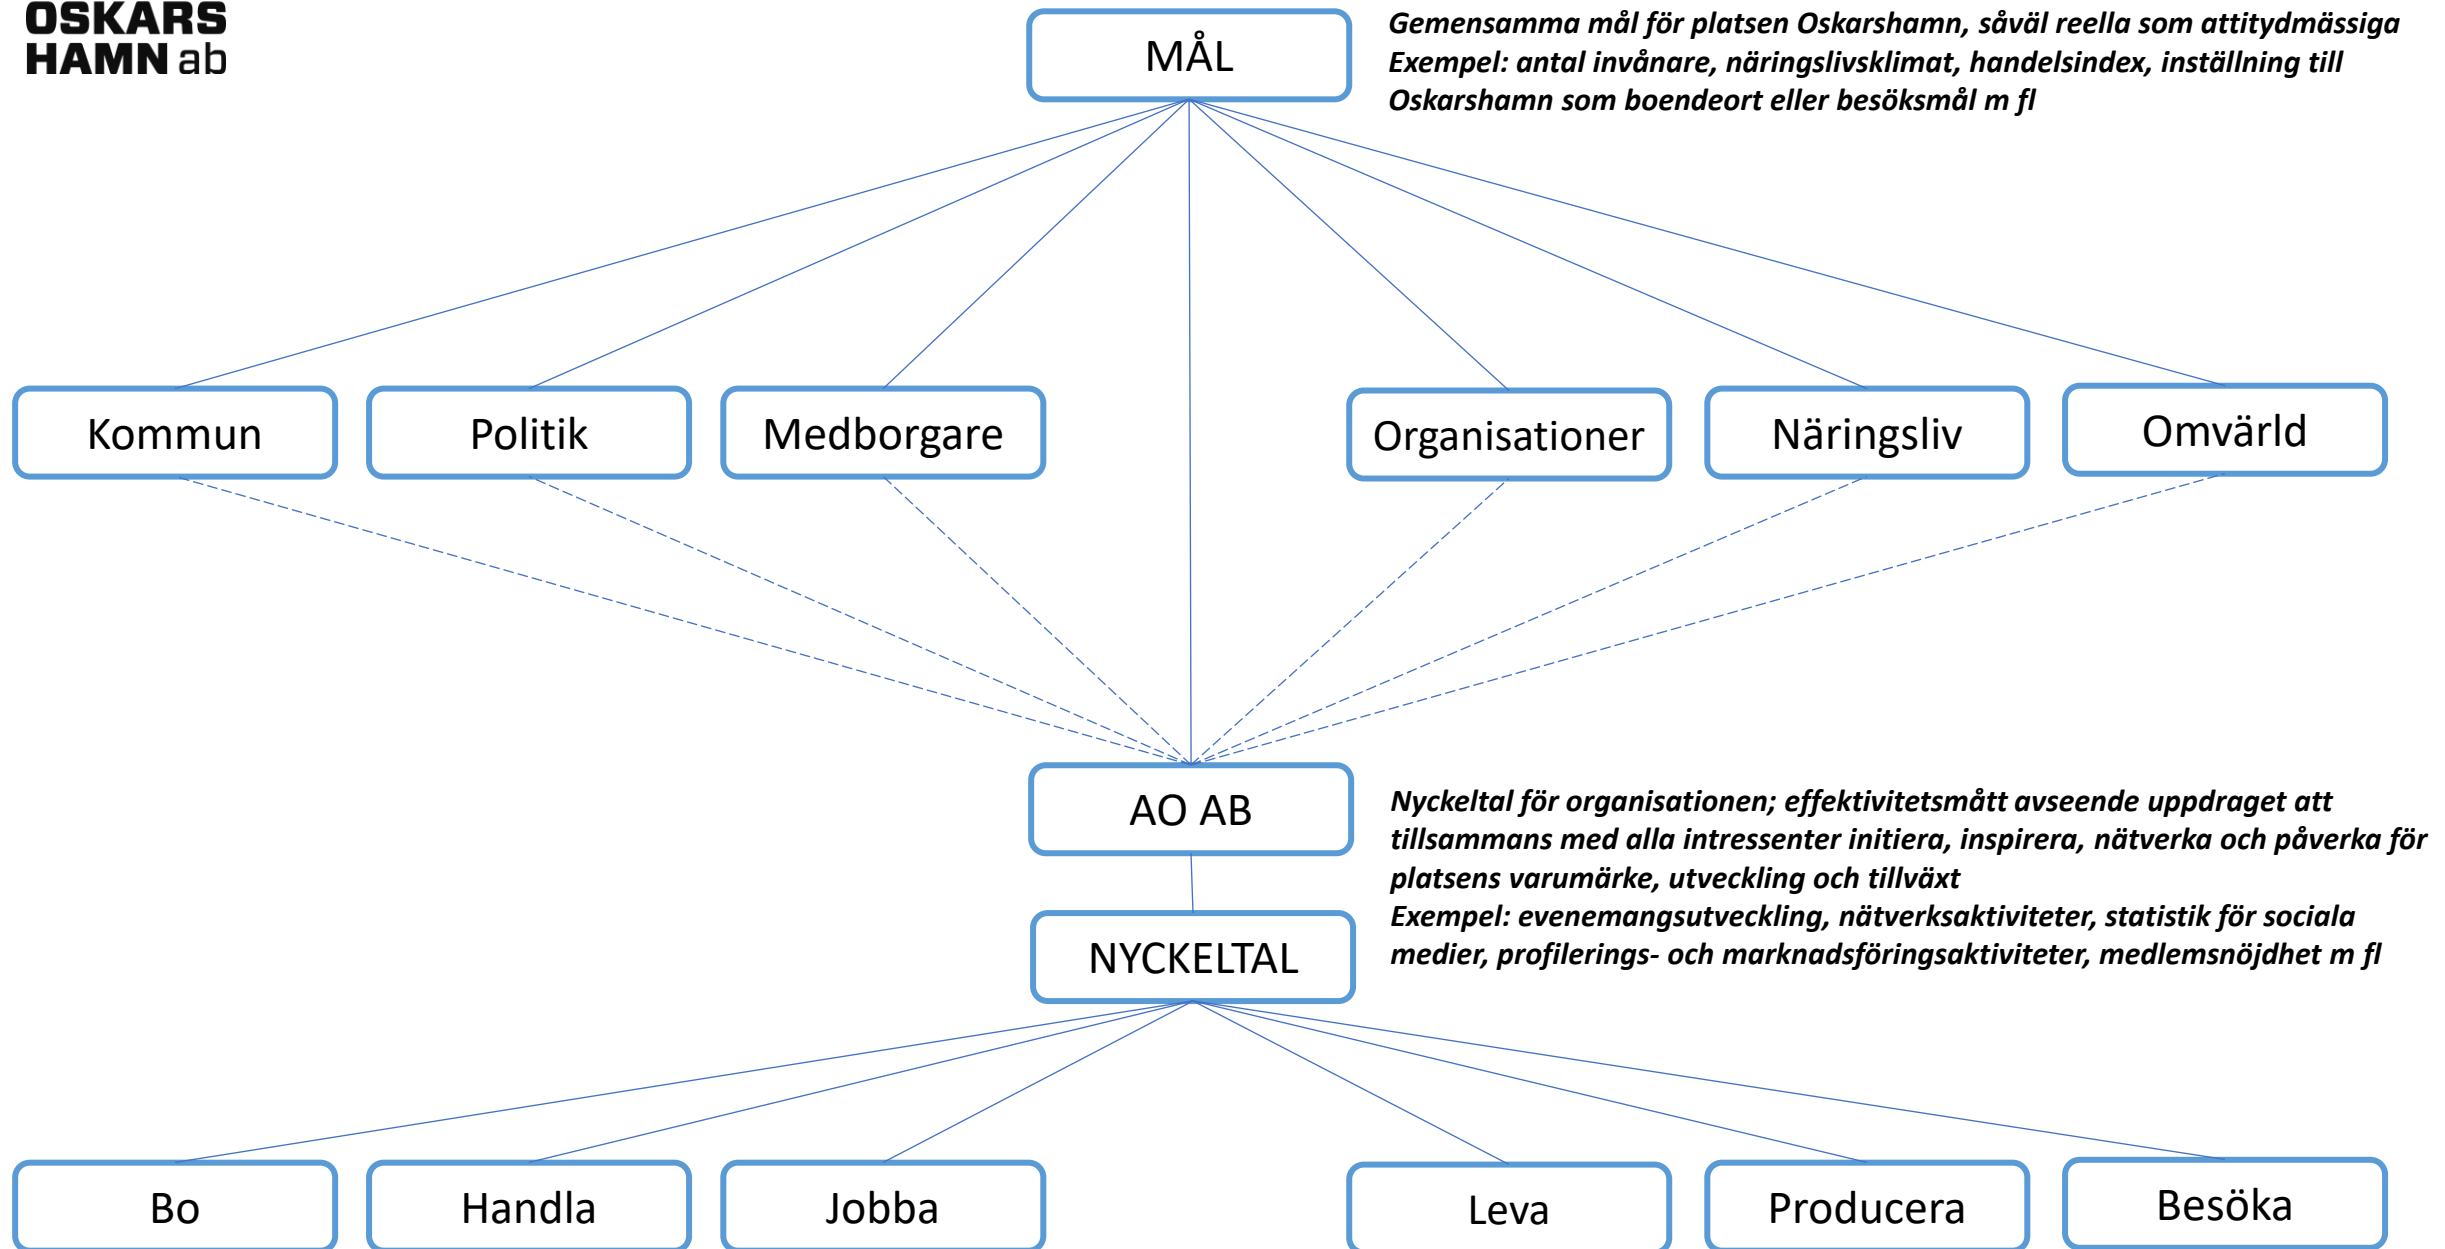 OSKARS
HAMN ab
MÅL
Gemensamma mål för platsen Oskarshamn, såväl reella som attitydmässiga
Exempel: antal invånare, näringslivsklimat, handelsindex, inställning till
Oskarshamn som boendeort eller besöksmål m fl
Kommun
Politik
Medborgare
Organisationer
Näringsliv
Omvärld
AO AB
Nyckeltal för organisationen; effektivitetsmått avseende uppdraget att
tillsammans med alla intressenter initiera, inspirera, nätverka och påverka för
platsens varumärke, utveckling och tillväxt
Exempel: evenemangsutveckling, nätverksaktiviteter, statistik för sociala
medier, profilerings- och marknadsföringsaktiviteter, medlemsnöjdhet m fl
NYCKELTAL
Bo
Handla
Jobba
Leva
Producera
Besöka